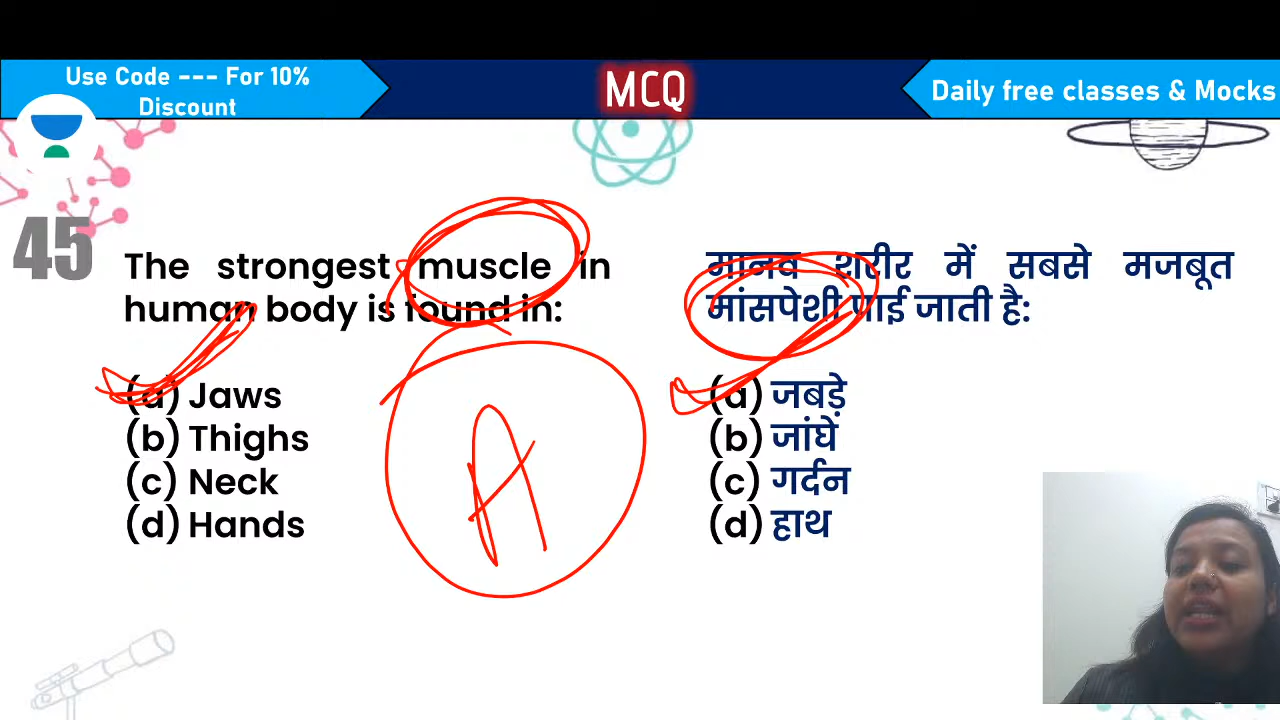 Use Code --- For 10%
Discount
MCQ
Daily free classes & Mocks
45
The strongest muscle in
human body is found in:
(a) Jaws
(b) Thighs
(c) Neck
(d) Hands
A
मानव शरीर में सबसे मजबूत
मांसपेशी पाई जाती है:
(a) जबड़े
(b) जांघें
(c) गर्दन
(d) हाथ